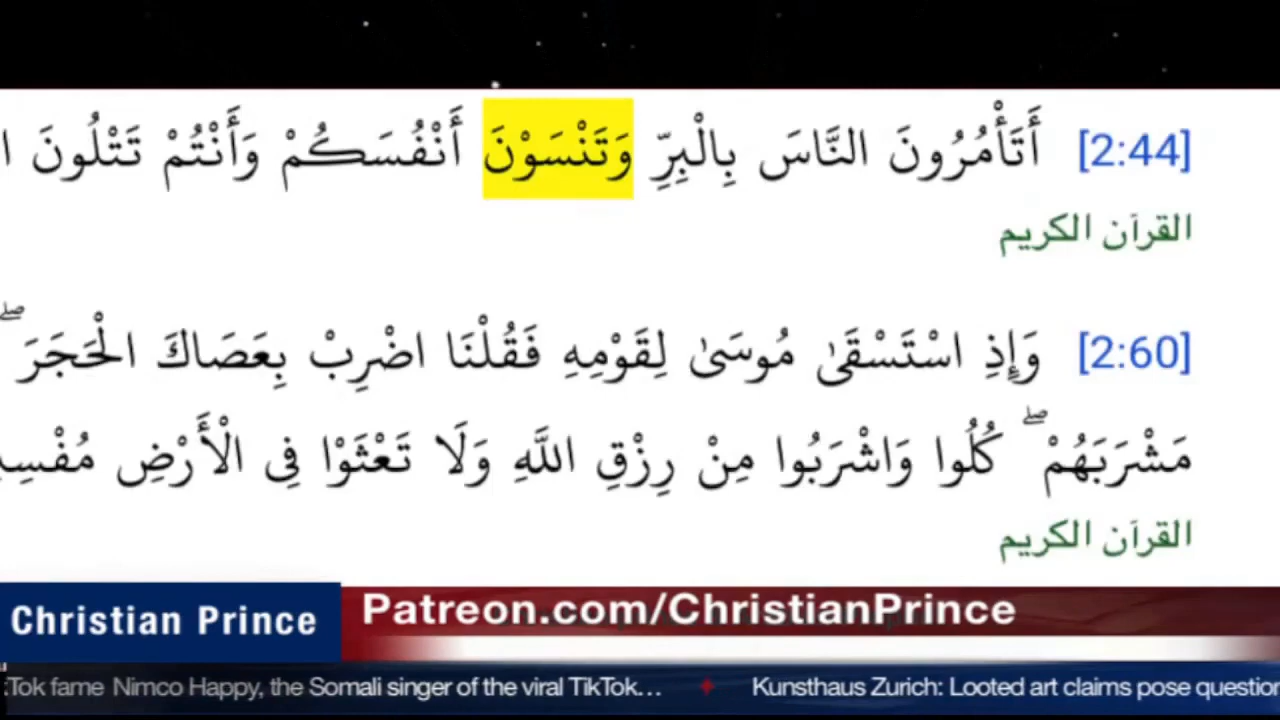 [2:44] أَتَأْمُرُونَ النَّاسَ بِالْبِرِّ وَتَنْسَوْنَ أَنْفُسَكُمْ وَأَنْتُمْ تَتْلُونَ
القرآن الكريم
[2:60] وَإِذِ اسْتَسْقَىٰ مُوسَىٰ لِقَوْمِهِ فَقُلْنَا اضْرِبْ بِعَصَاكَ الْحَجَرَ ۖ
مَشْرَبَهُمْ ۖ كُلُوا وَاشْرَبُوا مِنْ رِزْقِ اللَّهِ وَلَا تَعْثَوْا فِي الْأَرْضِ
القرآن الكريم
Patreon.com/ChristianPrince
Christian Prince
Tok fame Nimco Happy, the Somali singer of the viral TikTok... Kunsthaus Zurich: Looted art claims pose